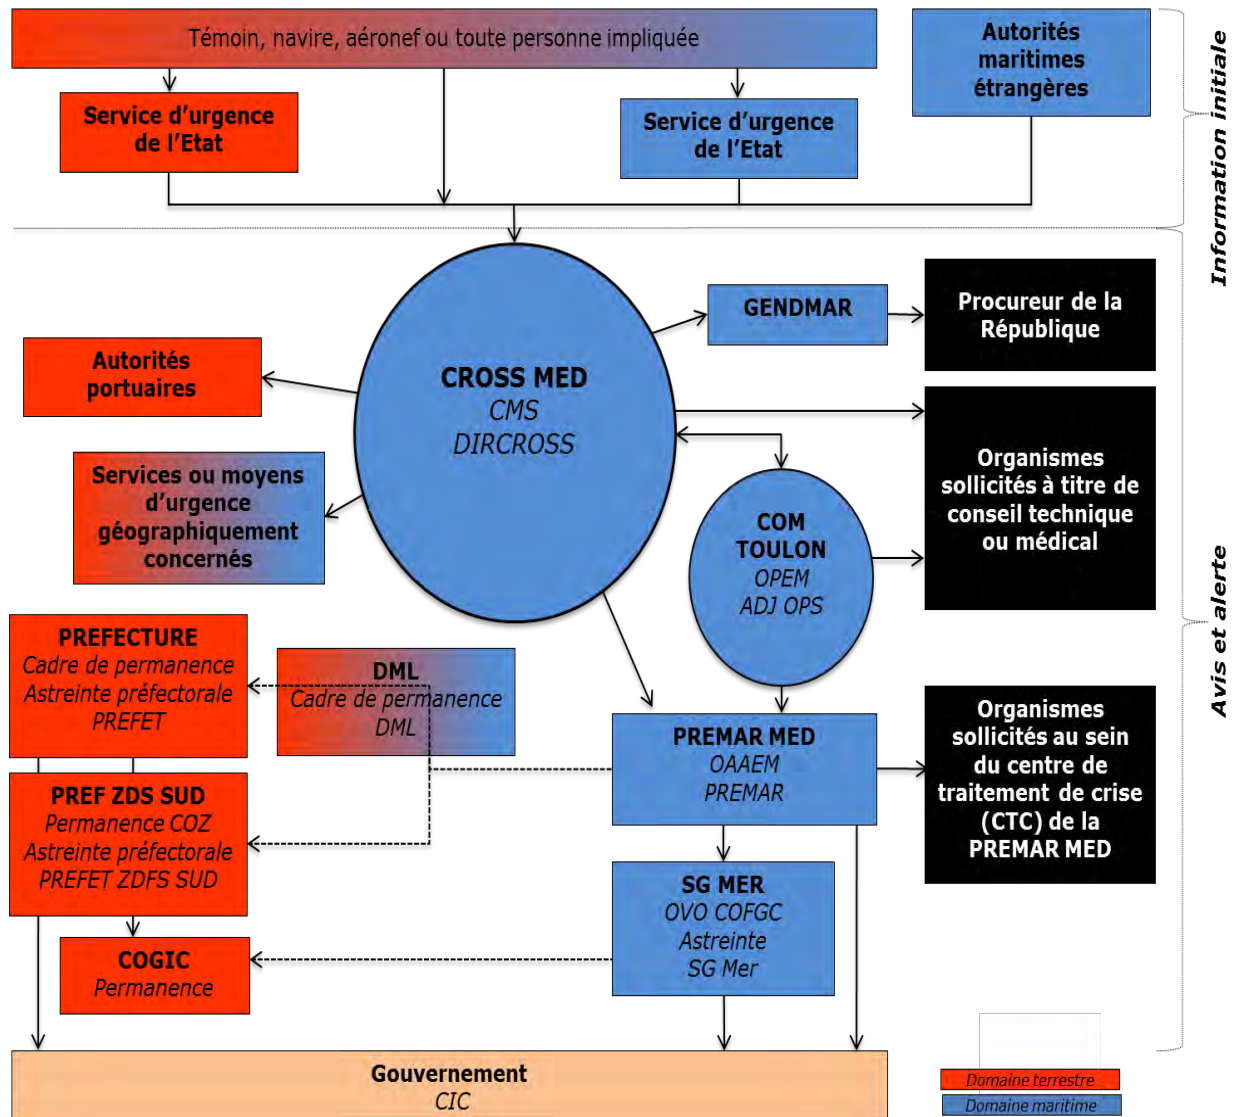 Témoin, navire, aéronef ou toute personne impliquée
Autorités
maritimes
étrangères
Service d'urgence
de l'Etat
Service d'urgence
de l'Etat
Information initiale
CROSS MED
CMS
DIRCROSS
GENDMAR
Procureur de la
République
Autorités
portuaires
Services ou moyens
d'urgence
géographiquement
concernés
Organismes
sollicités à titre de
conseil technique
ou médical
COM
TOULON
OPEM
ADJ OPS
Avis et alerte
PREFECTURE
Cadre de permanence
Astreinte préfectorale
PREFET
DML
Cadre de permanence
DML
PREMAR MED
OAAEM
PREMAR
Organismes
sollicités au sein
du centre de
traitement de crise
(CTC) de la
PREMAR MED
PREF ZDS SUD
Permanence COZ
Astreinte préfectorale
PREFET ZDFS SUD
SG MER
OVO COFGC
Astreinte
SG Mer
COGIC
Permanence
Gouvernement
CIC
Domaine terrestre
Domaine maritime